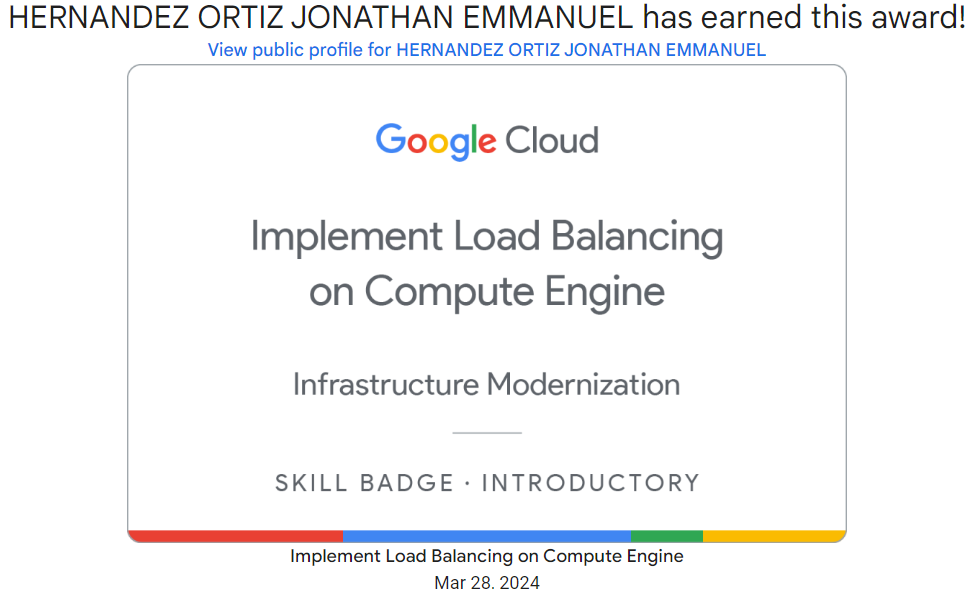 HERNANDEZ ORTIZ JONATHAN EMMANUEL has earned this award!
View public profile for HERNANDEZ ORTIZ JONATHAN EMMANUEL
Google Cloud
Implement Load Balancing
on Compute Engine
Infrastructure Modernization
SKILL BADGE · INTRODUCTORY
Implement Load Balancing on Compute Engine
Mar 28. 2024